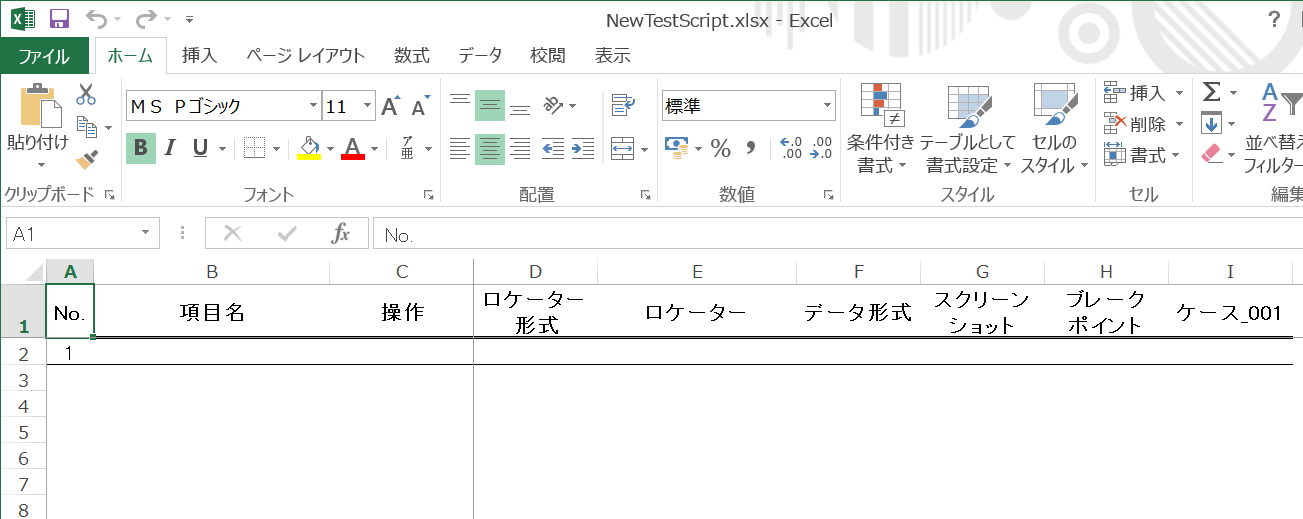 NewTestScript.xlsx - Excel
?
ファイル ホーム 挿入 ページ レイアウト 数式 データ 校閲 表示
貼り付け
クリップボード
ＭＳ Ｐゴシック 11 A A
B I U A ア亜
フォント
配置
標準
% , ←.0 .00 .00 →.0
数値
条件付き書式
テーブルとして書式設定
セルのスタイル
スタイル
挿入
削除
書式
セル
Σ A Z
並べ替え
フィルター
編集
A1 fx No.
A B C D E F G H I
1 No. 項目名 操作 ロケーター形式 ロケーター データ形式 スクリーンショット ブレークポイント ケース_001
2 1
3
4
5
6
7
8